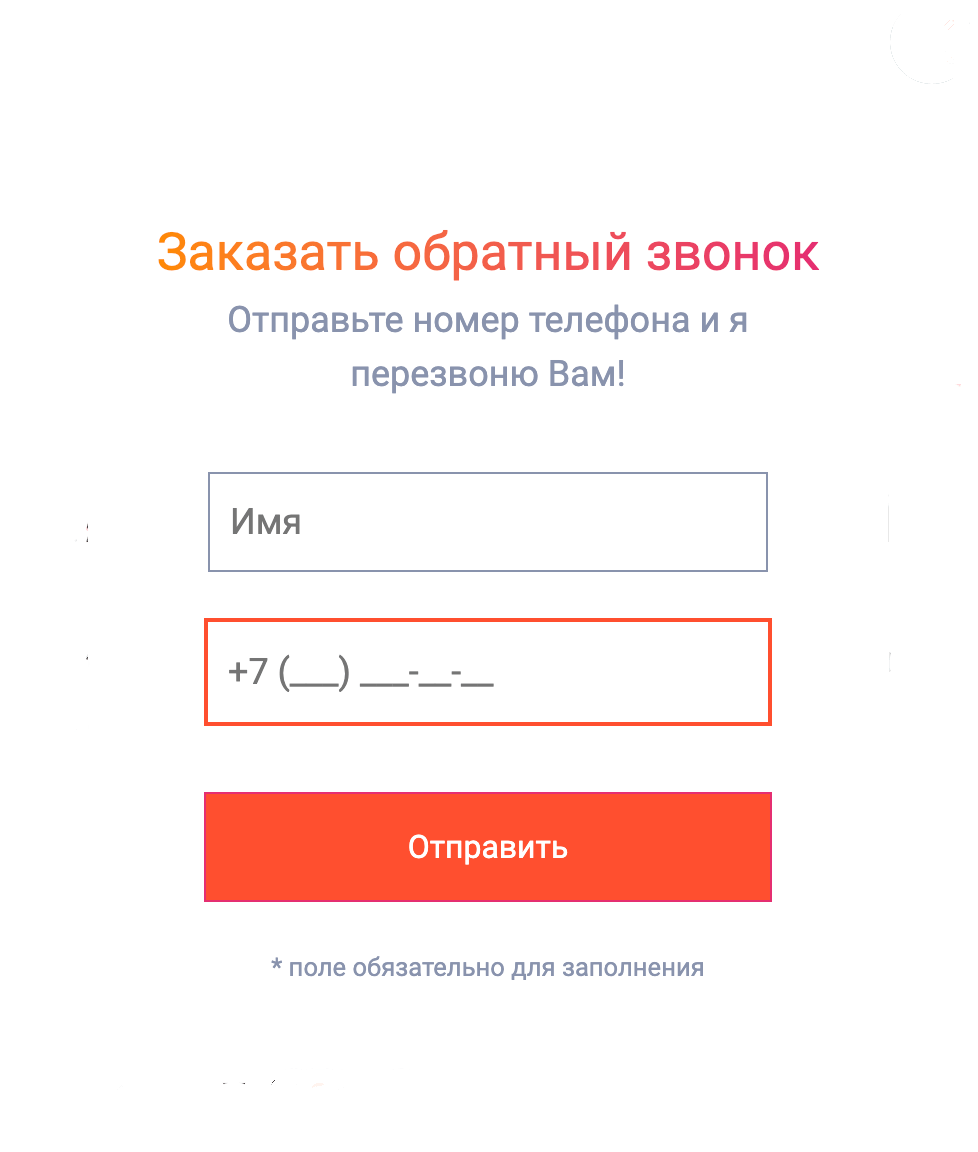 Заказать обратный звонок
Отправьте номер телефона и я
перезвоню Вам!
Имя
+7 (___) ___-__-__
Отправить
* поле обязательно для заполнения